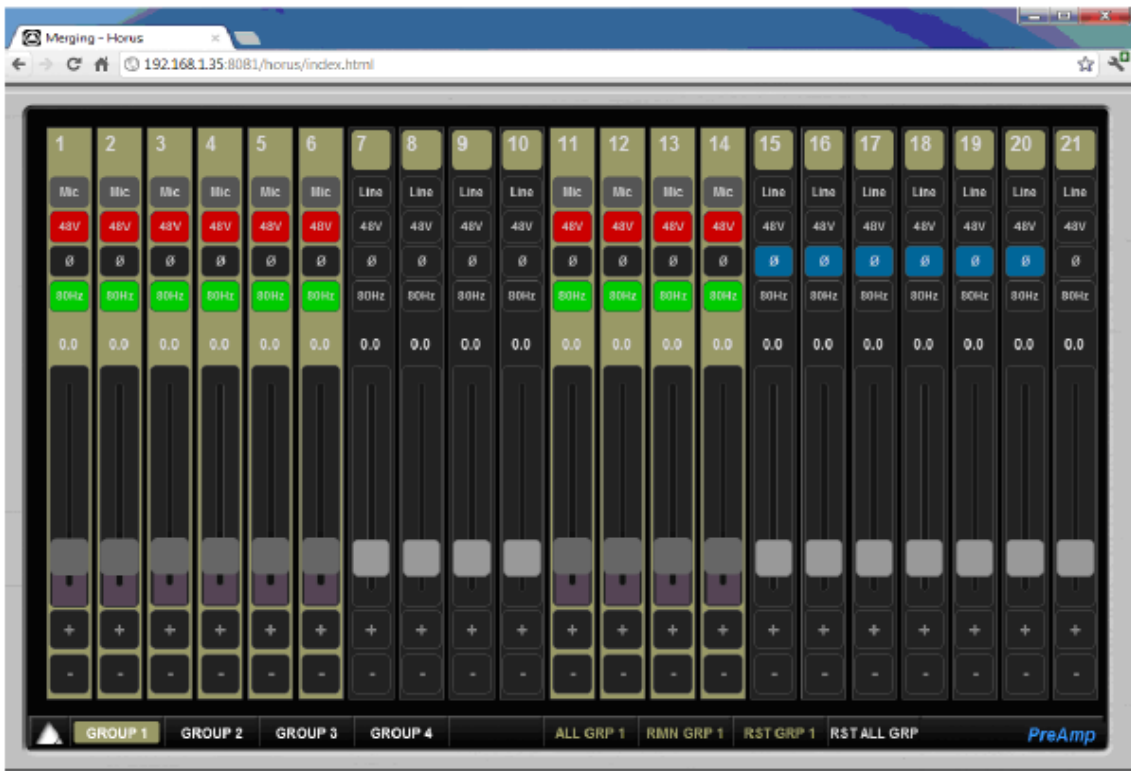 Merging - Horus
192.168.1.35:8081/horus/index.html
1 2 3 4 5 6 7 8 9 10 11 12 13 14 15 16 17 18 19 20 21
Mic Mic Mic Mic Mic Mic Line Line Line Line Mic Mic Mic Mic Line Line Line Line Line Line Line
48V 48V 48V 48V 48V 48V 48V 48V 48V 48V 48V 48V 48V 48V 48V 48V 48V 48V 48V 48V 48V
Ø Ø Ø Ø Ø Ø Ø Ø Ø Ø Ø Ø Ø Ø Ø Ø Ø Ø Ø Ø Ø
80Hz 80Hz 80Hz 80Hz 80Hz 80Hz 80Hz 80Hz 80Hz 80Hz 80Hz 80Hz 80Hz 80Hz 80Hz 80Hz 80Hz 80Hz 80Hz 80Hz 80Hz
0.0 0.0 0.0 0.0 0.0 0.0 0.0 0.0 0.0 0.0 0.0 0.0 0.0 0.0 0.0 0.0 0.0 0.0 0.0 0.0 0.0
+ + + + + + + + + + + + + + + + + + + + +
- - - - - - - - - - - - - - - - - - - - -
GROUP 1 GROUP 2 GROUP 3 GROUP 4 ALL GRP 1 RMN GRP 1 RST GRP 1 RST ALL GRP PreAmp